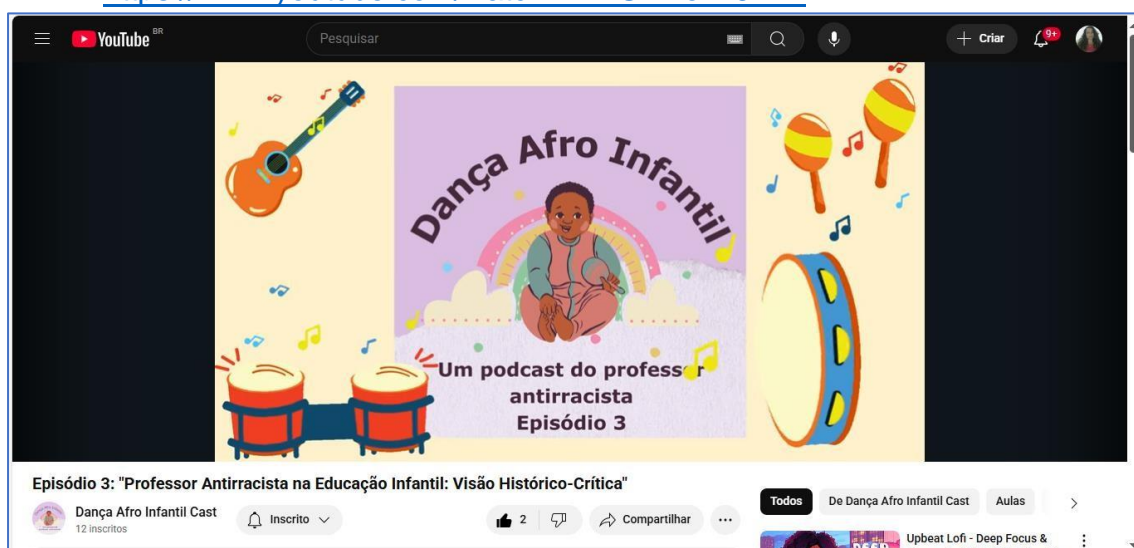 YouTube BR
Pesquisar
Criar
9+
Dança Afro Infantil
Um podcast do professor
antirracista
Episódio 3
Episódio 3: "Professor Antirracista na Educação Infantil: Visão Histórico-Crítica"
Dança Afro Infantil Cast
12 inscritos
Inscrito
2
Compartilhar
Todos
De Dança Afro Infantil Cast
Aulas
Upbeat Lofi - Deep Focus &
DEEP